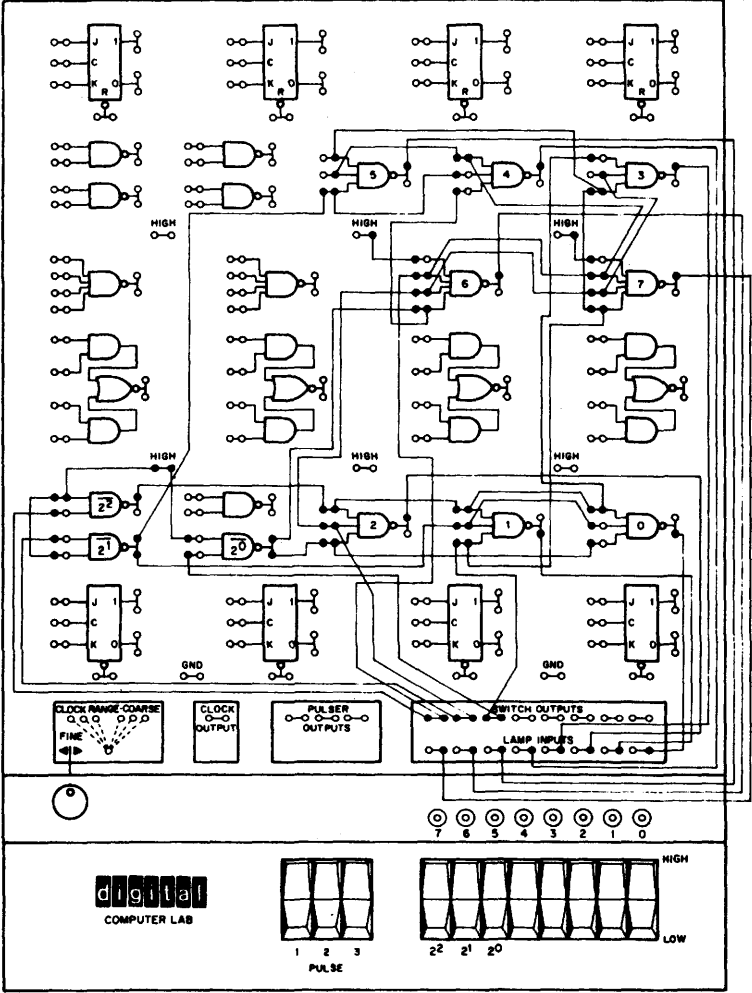 J 1 J 1 J 1 J 1
C C C C
K 0 K 0 K 0 K 0
R R R R
5 4 3
HIGH HIGH HIGH
6 7
HIGH HIGH HIGH
2²
2 1 0
2¹ 2⁰
J 1 J 1 J 1 J 1
C C C C
K 0 K 0 K 0 K 0
GND GND
CLOCK RANGE-COARSE CLOCK PULSER SWITCH OUTPUTS
OUTPUT OUTPUTS
FINE LAMP INPUTS
7 6 5 4 3 2 1 0
HIGH
digital
COMPUTER LAB
LOW
1 2 3 2² 2¹ 2⁰
PULSE